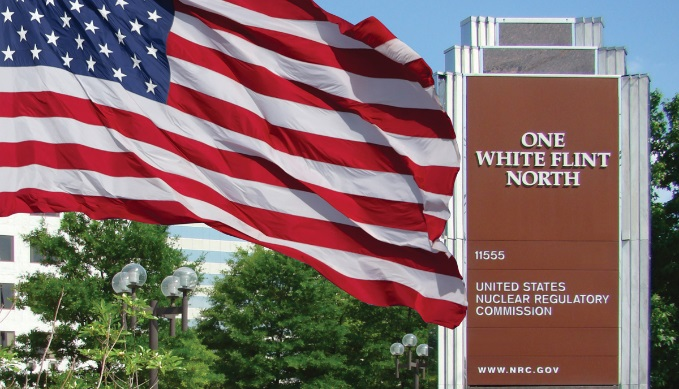 ONE
WHITE FLINT
NORTH
11555
UNITED STATES
NUCLEAR REGULATORY
COMMISSION
WWW.NRC.GOV